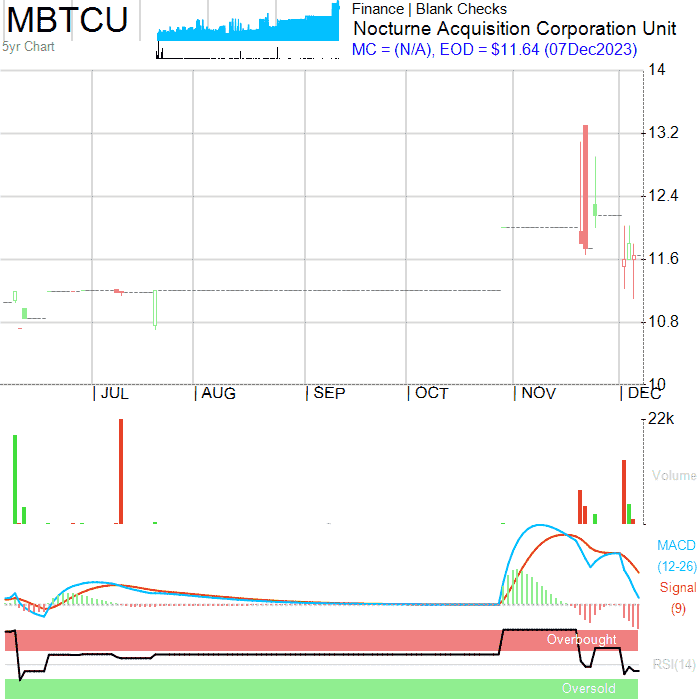 MBTCU
5yr Chart
Finance | Blank Checks
Nocturne Acquisition Corporation Unit
MC = (N/A), EOD = $11.64 (07Dec2023)
14
13.2
12.4
11.6
10.8
10
JUL
AUG
SEP
OCT
NOV
DEC
22k
Volume
MACD
(12-26)
Signal
(9)
Overbought
RSI(14)
Oversold